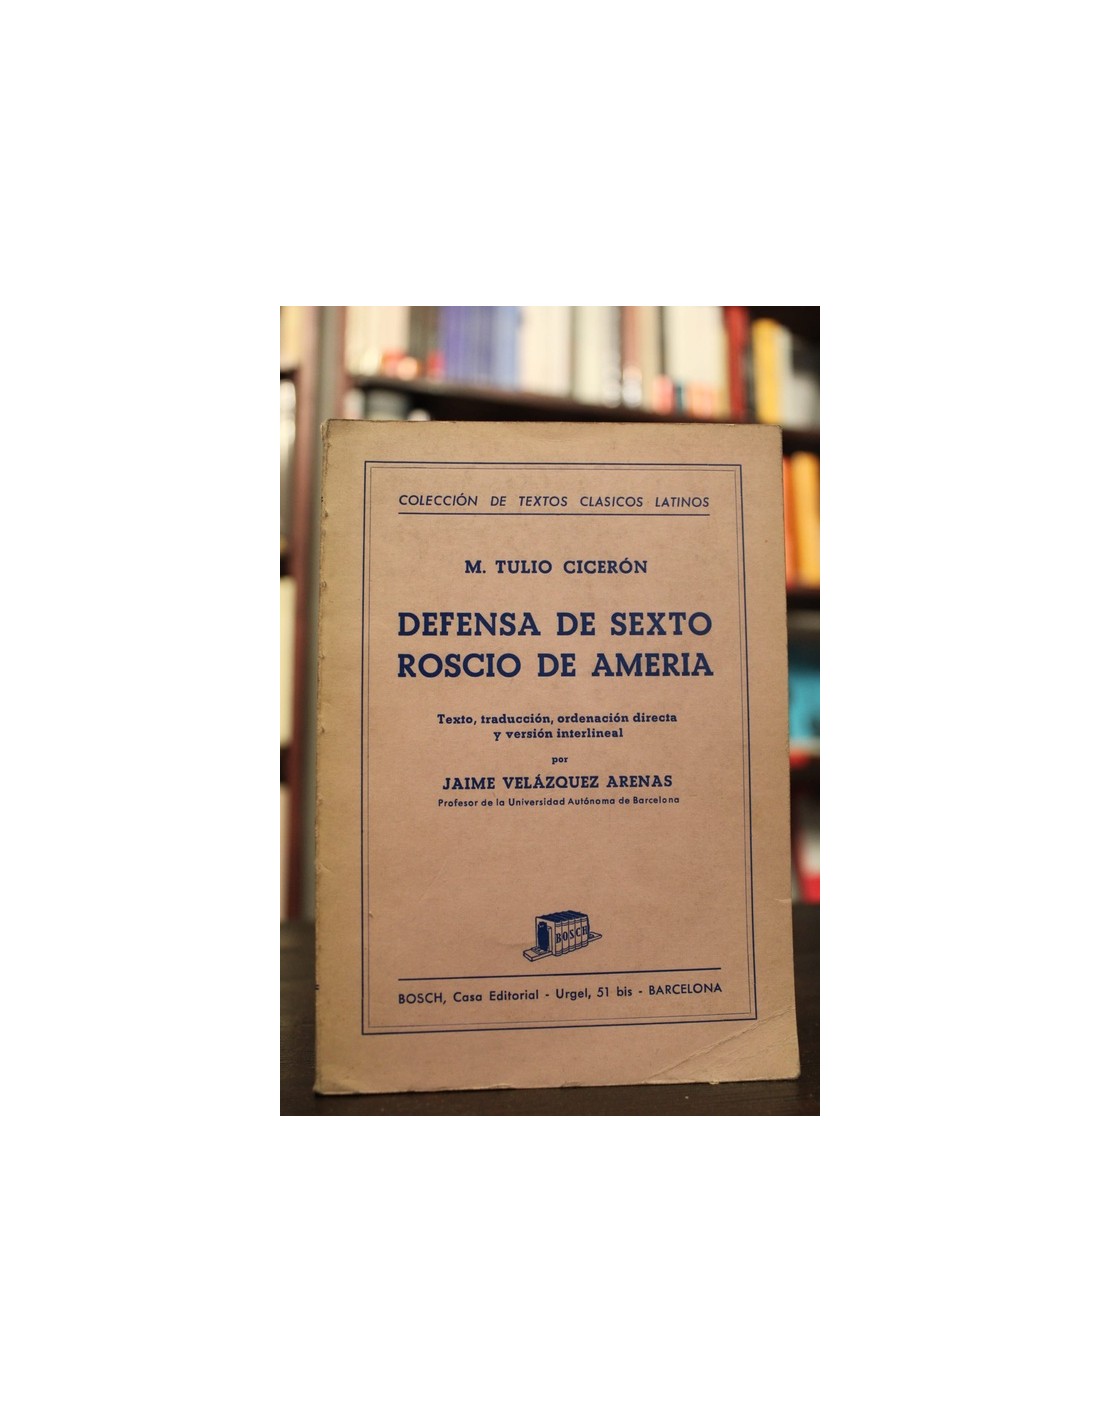 COLECCIÓN DE TEXTOS CLASICOS LATINOS
M. TULIO CICERÓN
DEFENSA DE SEXTO
ROSCIO DE AMERIA
Texto, traducción, ordenación directa
y versión interlineal
por
JAIME VELÁZQUEZ ARENAS
Profesor de la Universidad Autónoma de Barcelona
BOSCH
BOSCH, Casa Editorial - Urgel, 51 bis - BARCELONA